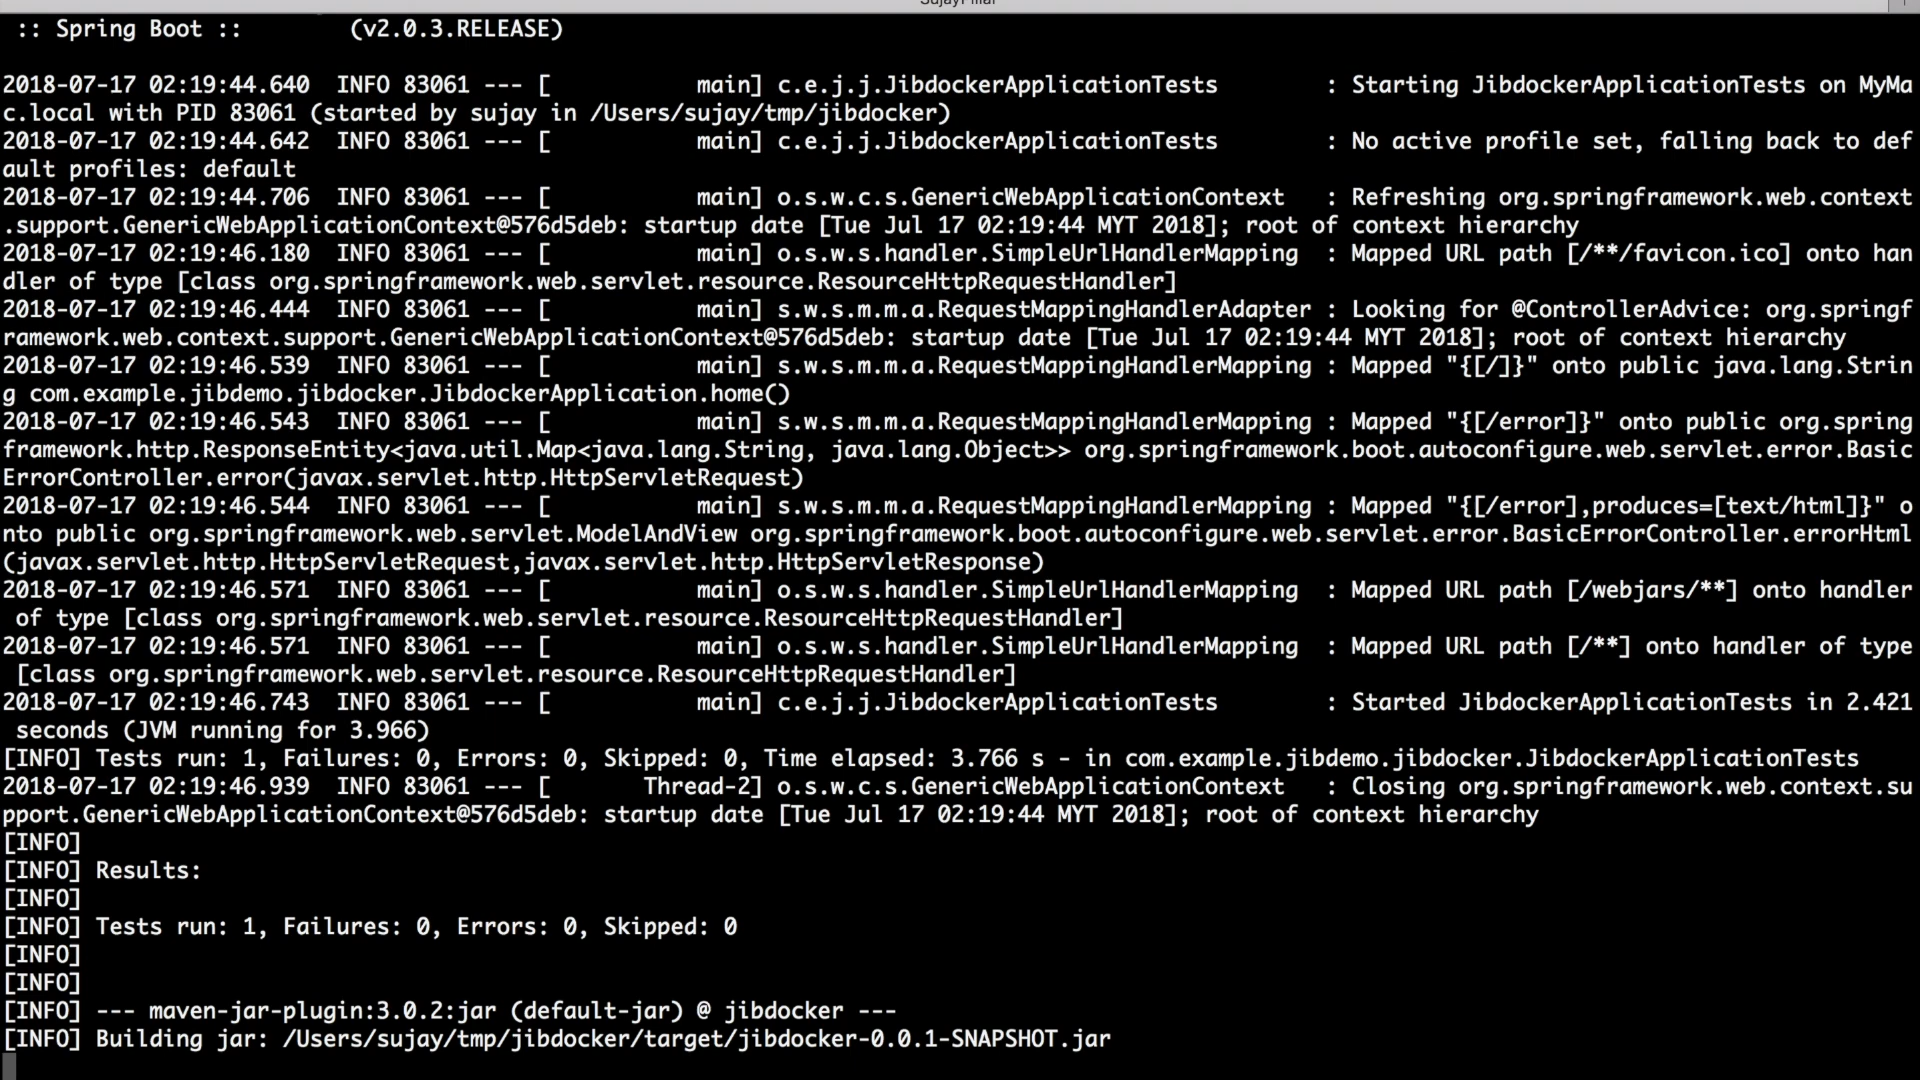 :: Spring Boot ::        (v2.0.3.RELEASE)
2018-07-17 02:19:44.640  INFO 83061 --- [           main] c.e.j.j.JibdockerApplicationTests        : Starting JibdockerApplicationTests on MyMa
c.local with PID 83061 (started by sujay in /Users/sujay/tmp/jibdocker)
2018-07-17 02:19:44.642  INFO 83061 --- [           main] c.e.j.j.JibdockerApplicationTests        : No active profile set, falling back to def
ault profiles: default
2018-07-17 02:19:44.706  INFO 83061 --- [           main] o.s.w.c.s.GenericWebApplicationContext   : Refreshing org.springframework.web.context
.support.GenericWebApplicationContext@576d5deb: startup date [Tue Jul 17 02:19:44 MYT 2018]; root of context hierarchy
2018-07-17 02:19:46.180  INFO 83061 --- [           main] o.s.w.s.handler.SimpleUrlHandlerMapping  : Mapped URL path [/**/favicon.ico] onto han
dler of type [class org.springframework.web.servlet.resource.ResourceHttpRequestHandler]
2018-07-17 02:19:46.444  INFO 83061 --- [           main] s.w.s.m.m.a.RequestMappingHandlerAdapter : Looking for @ControllerAdvice: org.springf
ramework.web.context.support.GenericWebApplicationContext@576d5deb: startup date [Tue Jul 17 02:19:44 MYT 2018]; root of context hierarchy
2018-07-17 02:19:46.539  INFO 83061 --- [           main] s.w.s.m.m.a.RequestMappingHandlerMapping : Mapped "{[/]}" onto public java.lang.Strin
g com.example.jibdemo.jibdocker.JibdockerApplication.home()
2018-07-17 02:19:46.543  INFO 83061 --- [           main] s.w.s.m.m.a.RequestMappingHandlerMapping : Mapped "{[/error]}" onto public org.spring
framework.http.ResponseEntity<java.util.Map<java.lang.String, java.lang.Object>> org.springframework.boot.autoconfigure.web.servlet.error.Basic
ErrorController.error(javax.servlet.http.HttpServletRequest)
2018-07-17 02:19:46.544  INFO 83061 --- [           main] s.w.s.m.m.a.RequestMappingHandlerMapping : Mapped "{[/error],produces=[text/html]}" o
nto public org.springframework.web.servlet.ModelAndView org.springframework.boot.autoconfigure.web.servlet.error.BasicErrorController.errorHtml
(javax.servlet.http.HttpServletRequest,javax.servlet.http.HttpServletResponse)
2018-07-17 02:19:46.571  INFO 83061 --- [           main] o.s.w.s.handler.SimpleUrlHandlerMapping  : Mapped URL path [/webjars/**] onto handler
of type [class org.springframework.web.servlet.resource.ResourceHttpRequestHandler]
2018-07-17 02:19:46.571  INFO 83061 --- [           main] o.s.w.s.handler.SimpleUrlHandlerMapping  : Mapped URL path [/**] onto handler of type
[class org.springframework.web.servlet.resource.ResourceHttpRequestHandler]
2018-07-17 02:19:46.743  INFO 83061 --- [           main] c.e.j.j.JibdockerApplicationTests        : Started JibdockerApplicationTests in 2.421
seconds (JVM running for 3.966)
[INFO] Tests run: 1, Failures: 0, Errors: 0, Skipped: 0, Time elapsed: 3.766 s - in com.example.jibdemo.jibdocker.JibdockerApplicationTests
2018-07-17 02:19:46.939  INFO 83061 --- [       Thread-2] o.s.w.c.s.GenericWebApplicationContext   : Closing org.springframework.web.context.su
pport.GenericWebApplicationContext@576d5deb: startup date [Tue Jul 17 02:19:44 MYT 2018]; root of context hierarchy
[INFO]
[INFO] Results:
[INFO]
[INFO] Tests run: 1, Failures: 0, Errors: 0, Skipped: 0
[INFO]
[INFO]
[INFO] --- maven-jar-plugin:3.0.2:jar (default-jar) @ jibdocker ---
[INFO] Building jar: /Users/sujay/tmp/jibdocker/target/jibdocker-0.0.1-SNAPSHOT.jar